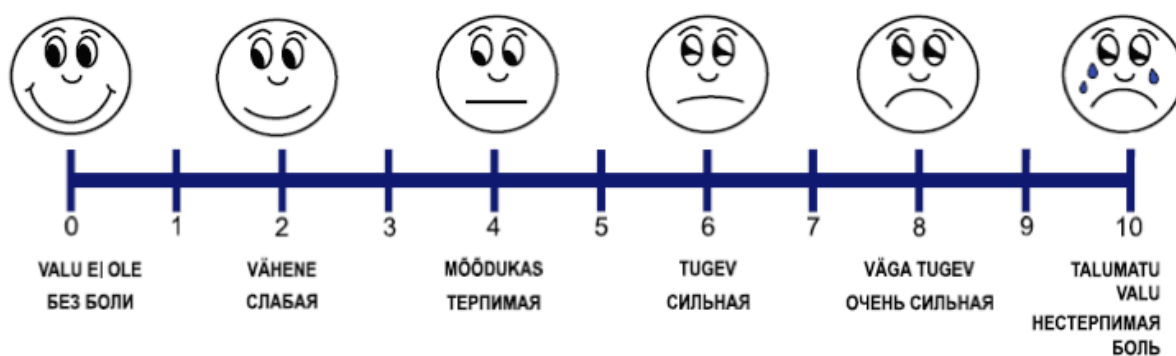 0 1 2 3 4 5 6 7 8 9 10
VALU E| OLE
БЕЗ БОЛИ
VÄHENE
СЛАБАЯ
MÕÕDUKAS
ТЕРПИМАЯ
TUGEV
СИЛЬНАЯ
VÄGA TUGEV
ОЧЕНЬ СИЛЬНАЯ
TALUMATU
VALU
НЕСТЕРПИМАЯ
БОЛЬ